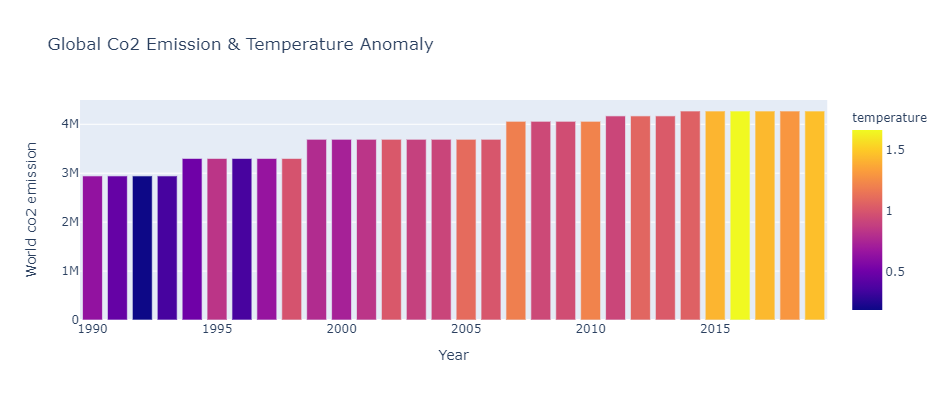 Global Co2 Emission & Temperature Anomaly
temperature
4M
3M
2M
1M
0
World co2 emission
1990
1995
2000
2005
2010
2015
Year
1.5
1
0.5